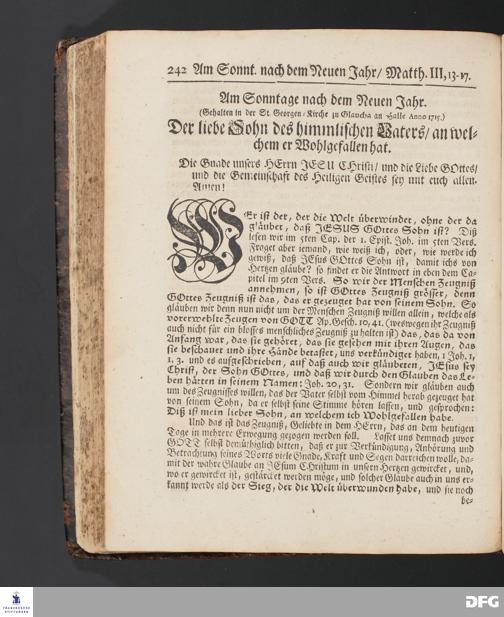 242 Am Sonnt. nach dem Neuen Jahr/ Matth. III, 13-17.
Am Sonntage nach dem Neuen Jahr.
(Gehalten in der St. Georgen-Kirche zu Glaucha an Halle Anno 1715.)
Der liebe Sohn des himmlischen Vaters/ an wel-
chem er Wohlgefallen hat.
Die Gnade unsers HErrn JESU CHristi/ und die Liebe GOttes/
und die Gemeinschaft des Heiligen Geistes sey mit euch allen.
Amen!
WEr ist der, der die Welt überwindet, ohne der da
gläubet, daß JESUS GOttes Sohn ist? Diß
lesen wir im 5ten Cap. der 1. Epist. Joh. im 5ten Vers.
Froget aber jemand, wie weiß ich, oder, wie werde ich
gewiß, daß JEsus GOttes Sohn ist, damit ichs von
Hertzen gläube? so findet er die Antwort in eben dem Ca-
pitel im 9ten Vers. So wir der Menschen Zeugniß
annehmen, so ist GOttes Zeugniß grösser, denn
GOttes Zeugniß ist das, das er gezeuget hat von seinem Sohn. So
gläuben wir denn nun nicht um der Menschen Zeugniß willen allein, welche als
vorerwehlte Zeugen von GOTT Ap. Gesch. 10, 41. (weswegen ihr Zeugniß
auch nicht für ein blosses menschliches Zeugniß zu halten ist) das, das da von
Anfang war, das sie gehöret, das sie gesehen mit ihren Augen, das
sie beschauet und ihre Hände betastet, uns verkündiget haben, 1 Joh. 1,
1. 3. und es aufgeschrieben, auf daß auch wir gläubeten, JEsus sey
Christ, der Sohn GOttes, und daß wir durch den Glauben das Le-
ben hätten in seinem Namen: Joh. 20, 31. Sondern wir gläuben auch
um des Zeugnisses willen, das der Vater selbst vom Himmel herab gezeuget hat
von seinem Sohn, da er selbst seine Stimme hören lassen, und gesprochen:
Diß ist mein lieber Sohn, an welchem ich Wohlgefallen habe.
Und das ist das Zeugniß, Geliebte in dem HErrn, das an dem heutigen
Tage in mehrere Erwegung gezogen werden soll. Lasset uns demnach zuvor
GOTT selbst demüthiglich bitten, daß er zur Verkündigung, Anhörung und
Betrachtung seines Worts viele Gnade, Kraft und Segen darreichen wolle, da-
mit der wahre Glaube an JEsum Christum in unsern Hertzen gewircket, und,
wo er gewircket ist, gestärcket werden möge, und solcher Glaube auch in uns er-
kannt werde als der Sieg, der die Welt überwunden habe, und sie noch
be-
FRANCKESCHE
STIFTUNGEN
DFG